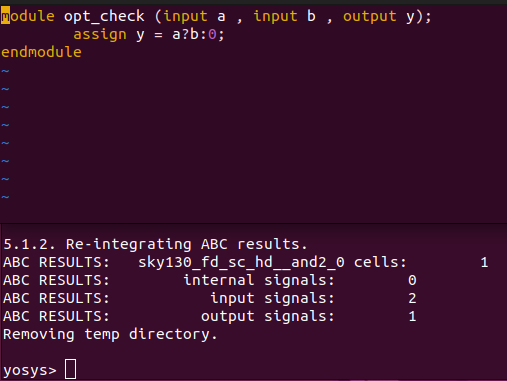 module opt_check (input a , input b , output y);
        assign y = a?b:0;
endmodule
~
~
~
~
~
~
~
~
5.1.2. Re-integrating ABC results.
ABC RESULTS:   sky130_fd_sc_hd__and2_0 cells:        1
ABC RESULTS:        internal signals:        0
ABC RESULTS:           input signals:        2
ABC RESULTS:          output signals:        1
Removing temp directory.
yosys>